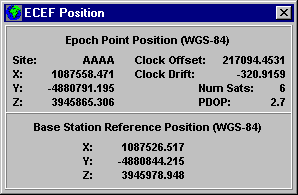 ECEF Position
Epoch Point Position (WGS-84)
Site: AAAA Clock Offset: 217094.4531
X: 1087558.471 Clock Drift: -320.9159
Y: -4880791.195 Num Sats: 6
Z: 3945865.306 PDOP: 2.7
Base Station Reference Position (WGS-84)
X: 1087526.517
Y: -4880844.215
Z: 3945978.948